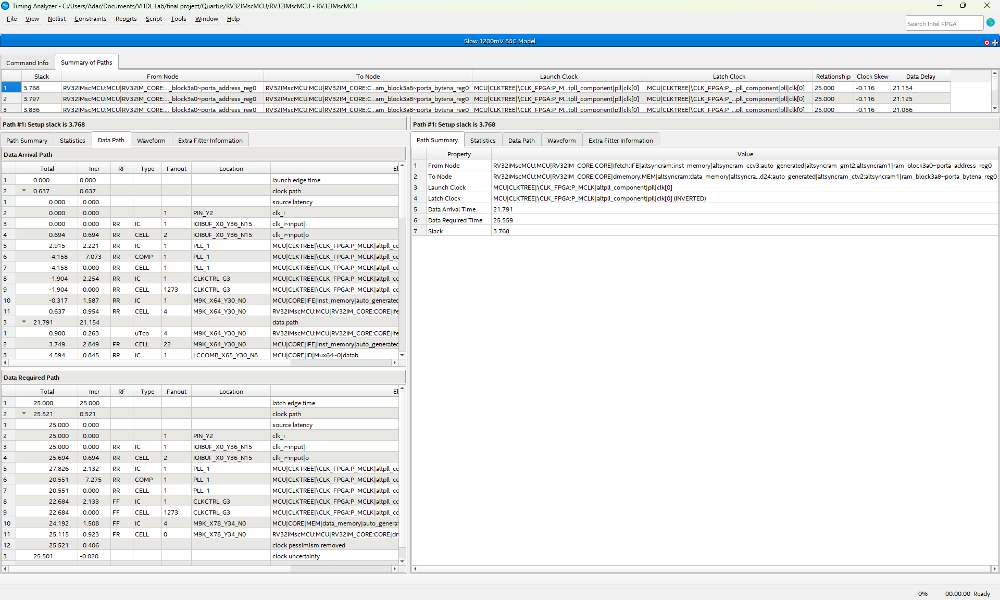 Timing Analyzer - C:/Users/Adar/Documents/VHDL Lab/final project/Quartus/RV32IMscMCU/RV32IMscMCU - RV32IMscMCU
File View Netlist Constraints Reports Script Tools Window Help
Search Intel FPGA
Slow 1200mV 85C Model
Command Info Summary of Paths
Slack From Node To Node Launch Clock Latch Clock Relationship Clock Skew Data Delay
1 3.768 RV32IMscMCU:MCU|RV32IM_CORE:..._block3a0~porta_address_reg0 RV32IMscMCU:MCU|RV32IM_CORE:C...am_block3a8~porta_bytena_reg0 MCU|CLKTREE|\CLK_FPGA:P_M...tpll_component|pll|clk[0] MCU|CLKTREE|\CLK_FPGA:P_...pll_component|pll|clk[0] 25.000 -0.116 21.154
2 3.797 RV32IMscMCU:MCU|RV32IM_CORE:..._block3a0~porta_address_reg0 RV32IMscMCU:MCU|RV32IM_CORE:C...am_block3a8~porta_bytena_reg0 MCU|CLKTREE|\CLK_FPGA:P_M...tpll_component|pll|clk[0] MCU|CLKTREE|\CLK_FPGA:P_...pll_component|pll|clk[0] 25.000 -0.116 21.125
3 3.836 RV32IMscMCU:MCU|RV32IM_CORE:..._block3a0~porta_address_reg0 RV32IMscMCU:MCU|RV32IM_CORE:C...am_block3a8~porta_bytena_reg0 MCU|CLKTREE|\CLK_FPGA:P_M...tpll_component|pll|clk[0] MCU|CLKTREE|\CLK_FPGA:P_...pll_component|pll|clk[0] 25.000 -0.116 21.086
Path #1: Setup slack is 3.768
Path Summary Statistics Data Path Waveform Extra Fitter Information
Data Arrival Path
Total Incr RF Type Fanout Location El
1 0.000 0.000 launch edge time
2 0.637 0.637 clock path
1 0.000 0.000 source latency
2 0.000 0.000 1 PIN_Y2 clk_i
3 0.000 0.000 RR IC 1 IOIBUF_X0_Y36_N15 clk_i~input|i
4 0.694 0.694 RR CELL 2 IOIBUF_X0_Y36_N15 clk_i~input|o
5 2.915 2.221 RR IC 1 PLL_1 MCU|CLKTREE|\CLK_FPGA:P_MCLK|altpll_co
6 -4.158 -7.073 RR COMP 1 PLL_1 MCU|CLKTREE|\CLK_FPGA:P_MCLK|altpll_co
7 -4.158 0.000 RR CELL 1 PLL_1 MCU|CLKTREE|\CLK_FPGA:P_MCLK|altpll_co
8 -1.904 2.254 RR IC 1 CLKCTRL_G3 MCU|CLKTREE|\CLK_FPGA:P_MCLK|altpll_co
9 -1.904 0.000 RR CELL 1273 CLKCTRL_G3 MCU|CLKTREE|\CLK_FPGA:P_MCLK|altpll_co
10 -0.317 1.587 RR IC 1 M9K_X64_Y30_N0 MCU|CORE|IFE|inst_memory|auto_generated
11 0.637 0.954 RR CELL 4 M9K_X64_Y30_N0 RV32IMscMCU:MCU|RV32IM_CORE:CORE|Ife
3 21.791 21.154 data path
1 0.900 0.263 uTco 4 M9K_X64_Y30_N0 RV32IMscMCU:MCU|RV32IM_CORE:CORE|Ife
2 3.749 2.849 FR CELL 22 M9K_X64_Y30_N0 MCU|CORE|IFE|inst_memory|auto_generated
3 4.594 0.845 RR IC 1 LCCOMB_X65_Y30_N8 MCU|CORE|ID|Mux64~0|datab
Data Required Path
Total Incr RF Type Fanout Location El
1 25.000 25.000 latch edge time
2 25.521 0.521 clock path
1 25.000 0.000 source latency
2 25.000 0.000 1 PIN_Y2 clk_i
3 25.000 0.000 RR IC 1 IOIBUF_X0_Y36_N15 clk_i~input|i
4 25.694 0.694 RR CELL 2 IOIBUF_X0_Y36_N15 clk_i~input|o
5 27.826 2.132 RR IC 1 PLL_1 MCU|CLKTREE|\CLK_FPGA:P_MCLK|altpll_co
6 20.551 -7.275 RR COMP 1 PLL_1 MCU|CLKTREE|\CLK_FPGA:P_MCLK|altpll_co
7 20.551 0.000 RR CELL 1 PLL_1 MCU|CLKTREE|\CLK_FPGA:P_MCLK|altpll_co
8 22.684 2.133 FF IC 1 CLKCTRL_G3 MCU|CLKTREE|\CLK_FPGA:P_MCLK|altpll_co
9 22.684 0.000 FF CELL 1273 CLKCTRL_G3 MCU|CLKTREE|\CLK_FPGA:P_MCLK|altpll_co
10 24.192 1.508 FF IC 4 M9K_X78_Y34_N0 MCU|CORE|MEM|data_memory|auto_generat
11 25.115 0.923 FR CELL 0 M9K_X78_Y34_N0 RV32IMscMCU:MCU|RV32IM_CORE:CORE|dm
12 25.521 0.406 clock pessimism removed
3 25.501 -0.020 clock uncertainty
Path #1: Setup slack is 3.768
Path Summary Statistics Data Path Waveform Extra Fitter Information
Property Value
1 From Node RV32IMscMCU:MCU|RV32IM_CORE:CORE|Ifetch:IFE|altsyncram:inst_memory|altsyncram_ccv3:auto_generated|altsyncram_gmt2:altsyncram1|ram_block3a0~porta_address_reg0
2 To Node RV32IMscMCU:MCU|RV32IM_CORE:CORE|dmemory:MEM|altsyncram:data_memory|altsyncra...d24:auto_generated|altsyncram_ctv2:altsyncram1|ram_block3a8~porta_bytena_reg0
3 Launch Clock MCU|CLKTREE|\CLK_FPGA:P_MCLK|altpll_component|pll|clk[0]
4 Latch Clock MCU|CLKTREE|\CLK_FPGA:P_MCLK|altpll_component|pll|clk[0] (INVERTED)
5 Data Arrival Time 21.791
6 Data Required Time 25.559
7 Slack 3.768
0% 00:00:00 Ready